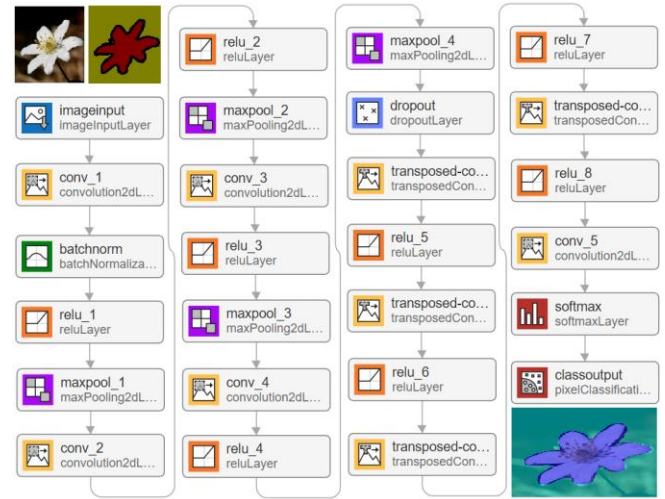 imageinput
imageInputLayer
conv_1
convolution2dL...
batchnorm
batchNormaliza...
relu_1
reluLayer
maxpool_1
maxPooling2dL...
conv_2
convolution2dL...
relu_2
reluLayer
maxpool_2
maxPooling2dL...
conv_3
convolution2dL...
relu_3
reluLayer
maxpool_3
maxPooling2dL...
conv_4
convolution2dL...
relu_4
reluLayer
maxpool_4
maxPooling2dL...
dropout
dropoutLayer
transposed-co...
transposedCon...
relu_5
reluLayer
transposed-co...
transposedCon...
relu_6
reluLayer
transposed-co...
transposedCon...
relu_7
reluLayer
transposed-co...
transposedCon...
relu_8
reluLayer
conv_5
convolution2dL...
softmax
softmaxLayer
classoutput
pixelClassificati...